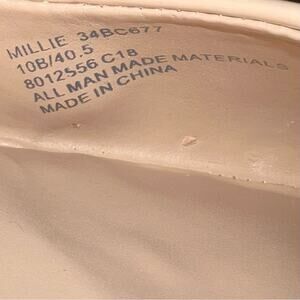 MILLIE 34BC677
10B/40.5
8012556 C18
ALL MAN MADE MATERIALS
MADE IN CHINA